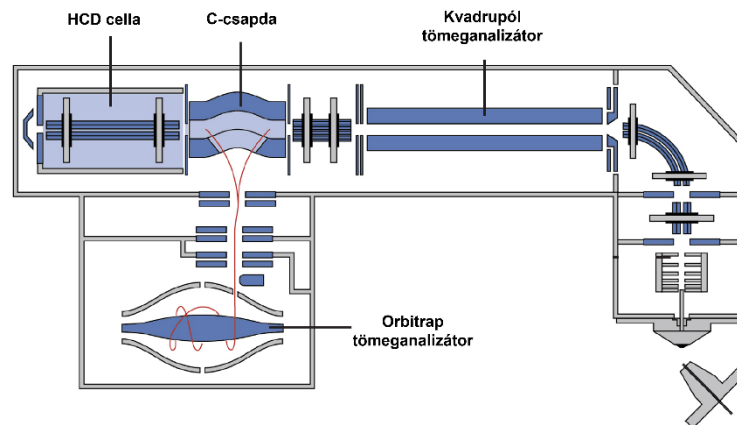 HCD cella
C-csapda
Kvadrupól
tömeganalizátor
Orbitrap
tömeganalizátor